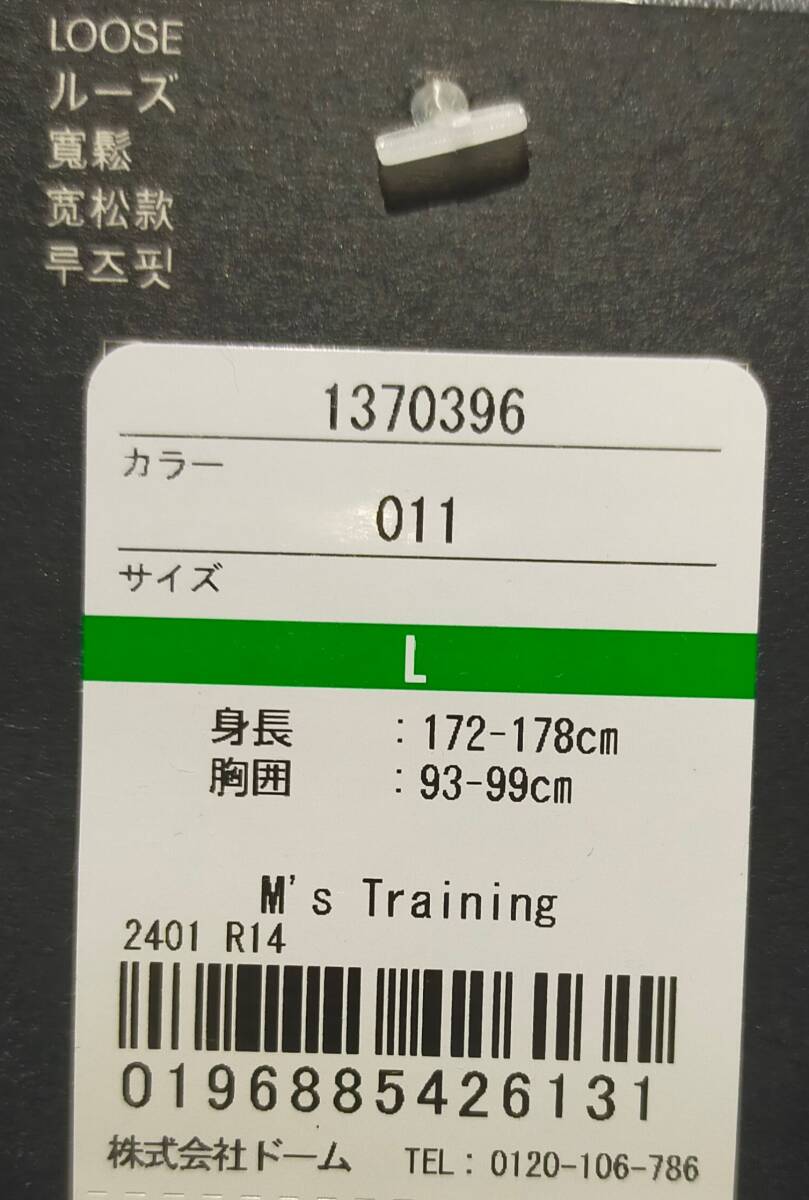 LOOSE
ルーズ
寬鬆
宽松款
루즈핏
1370396
カラー
011
サイズ
L
身長 : 172-178cm
胸囲 : 93-99cm
M's Training
2401 R14
0196885426131
株式会社ドーム TEL: 0120-106-786